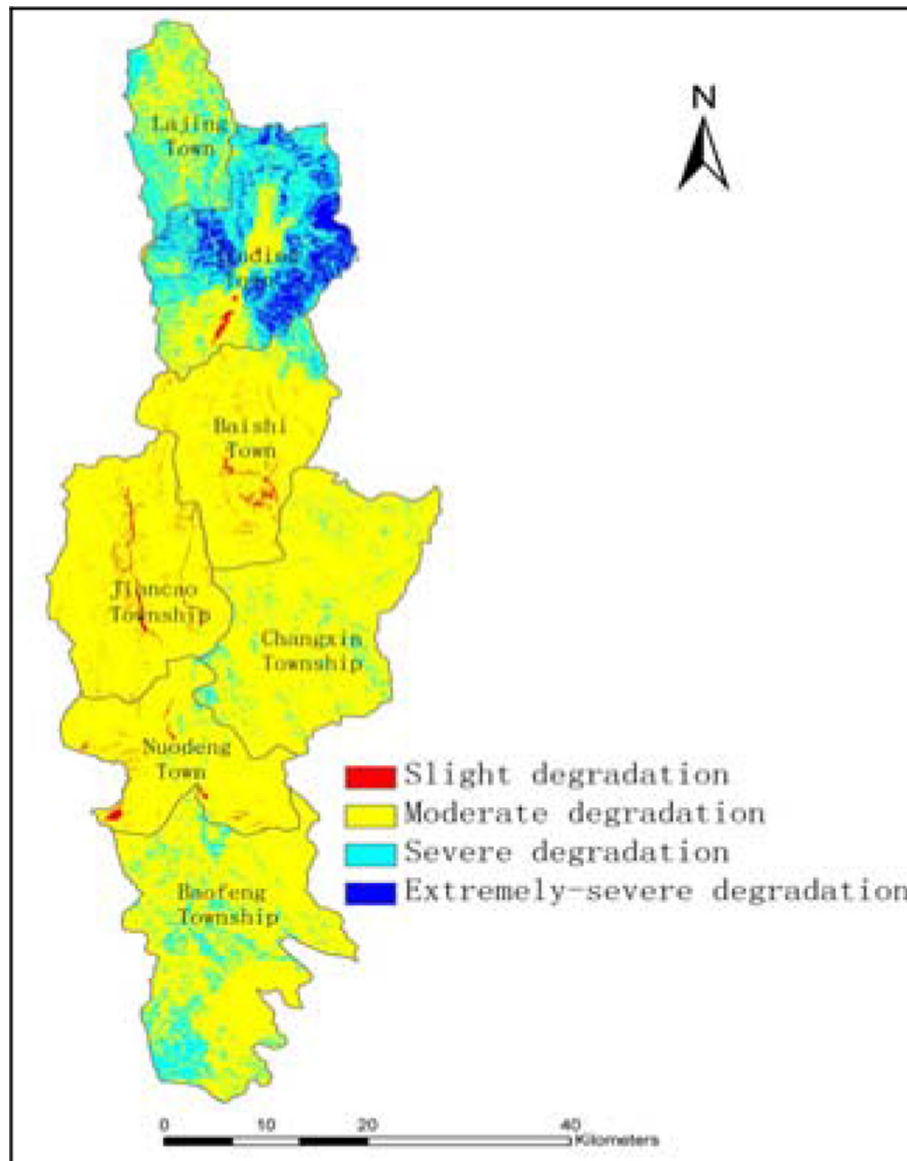 N
Lajing
Town
Town
Baishi
Town
Jiancao
Township
Changxin
Township
Nuodeng
Town
Slight degradation
Moderate degradation
Severe degradation
Extremely-severe degradation
Baofeng
Township
0 10 20 40
Kilometers